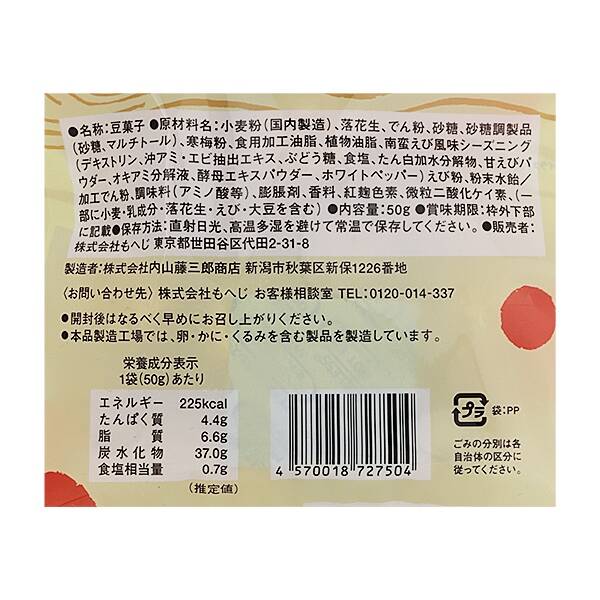 ●名称:豆菓子 ●原材料名:小麦粉(国内製造)、落花生、でん粉、砂糖、砂糖調製品
(砂糖、マルチトール)、寒梅粉、食用加工油脂、植物油脂、南蛮えび風味シーズニング
(デキストリン、沖アミ・エビ抽出エキス、ぶどう糖、食塩、たん白加水分解物、甘えびパ
ウダー、オキアミ分解液、酵母エキスパウダー、ホワイトペッパー)えび粉、粉末水飴/
加工でん粉、調味料(アミノ酸等)、膨脹剤、香料、紅麹色素、微粒二酸化ケイ素、(一
部に小麦・乳成分・落花生・えび・大豆を含む) ●内容量:50g ●賞味期限:枠外下部
に記載 ●保存方法:直射日光、高温多湿を避けて常温で保存してください。 ●販売者:
株式会社もへじ 東京都世田谷区代田2-31-8
製造者:株式会社内山藤三郎商店 新潟市秋葉区新保1226番地
〈お問い合わせ先〉 株式会社もへじ お客様相談室 TEL:0120-014-337
●開封後はなるべく早めにお召し上がりください。
●本品製造工場では、卵・かに・くるみを含む製品を製造しています。
栄養成分表示
1袋(50g)あたり
エネルギー 225kcal
たんぱく質 4.4g
脂質 6.6g
炭水化物 37.0g
食塩相当量 0.7g
(推定値)
4 570018 727504
プラ 袋:PP
ごみの分別は各
自治体の区分に
従ってください。